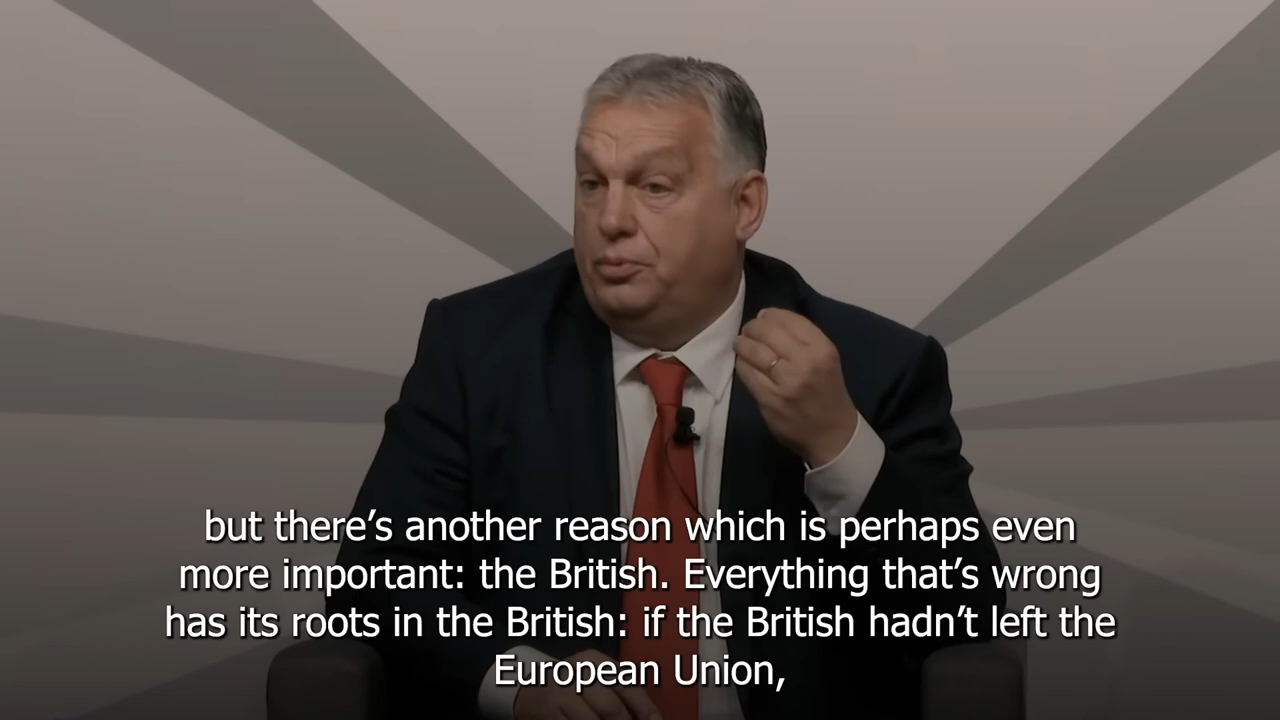 but there’s another reason which is perhaps even
more important: the British. Everything that’s wrong
has its roots in the British: if the British hadn’t left the
European Union,